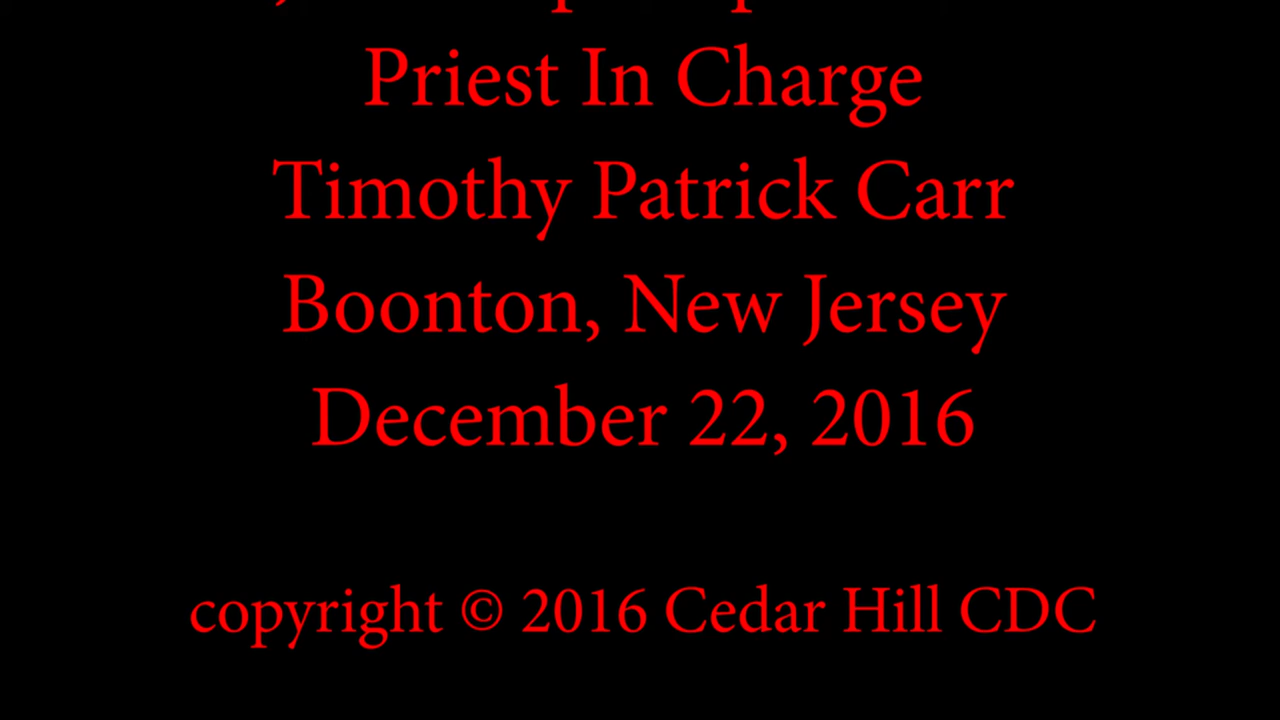 Priest In Charge
Timothy Patrick Carr
Boonton, New Jersey
December 22, 2016
copyright © 2016 Cedar Hill CDC